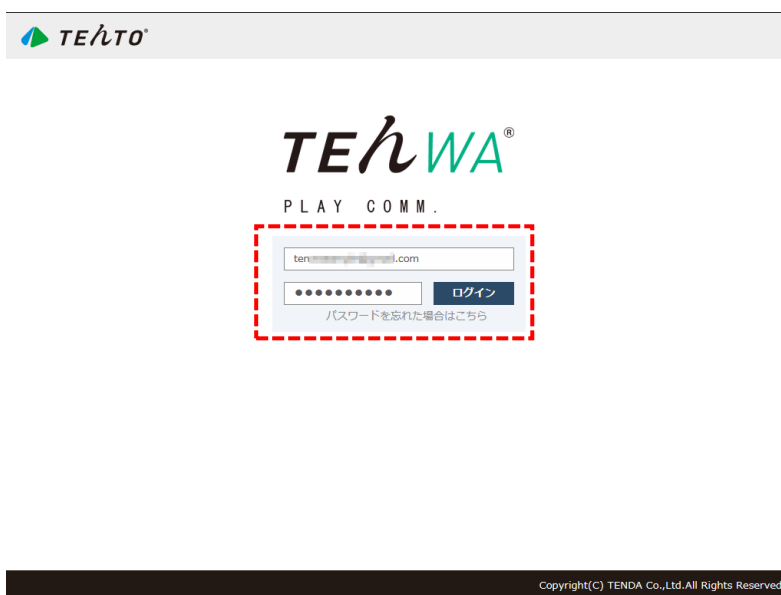 TEんTO®
TEんWA®
PLAY COMM.
ten .com
●●●●●●●●●●
ログイン
パスワードを忘れた場合はこちら
Copyright(C) TENDA Co.,Ltd.All Rights Reserved